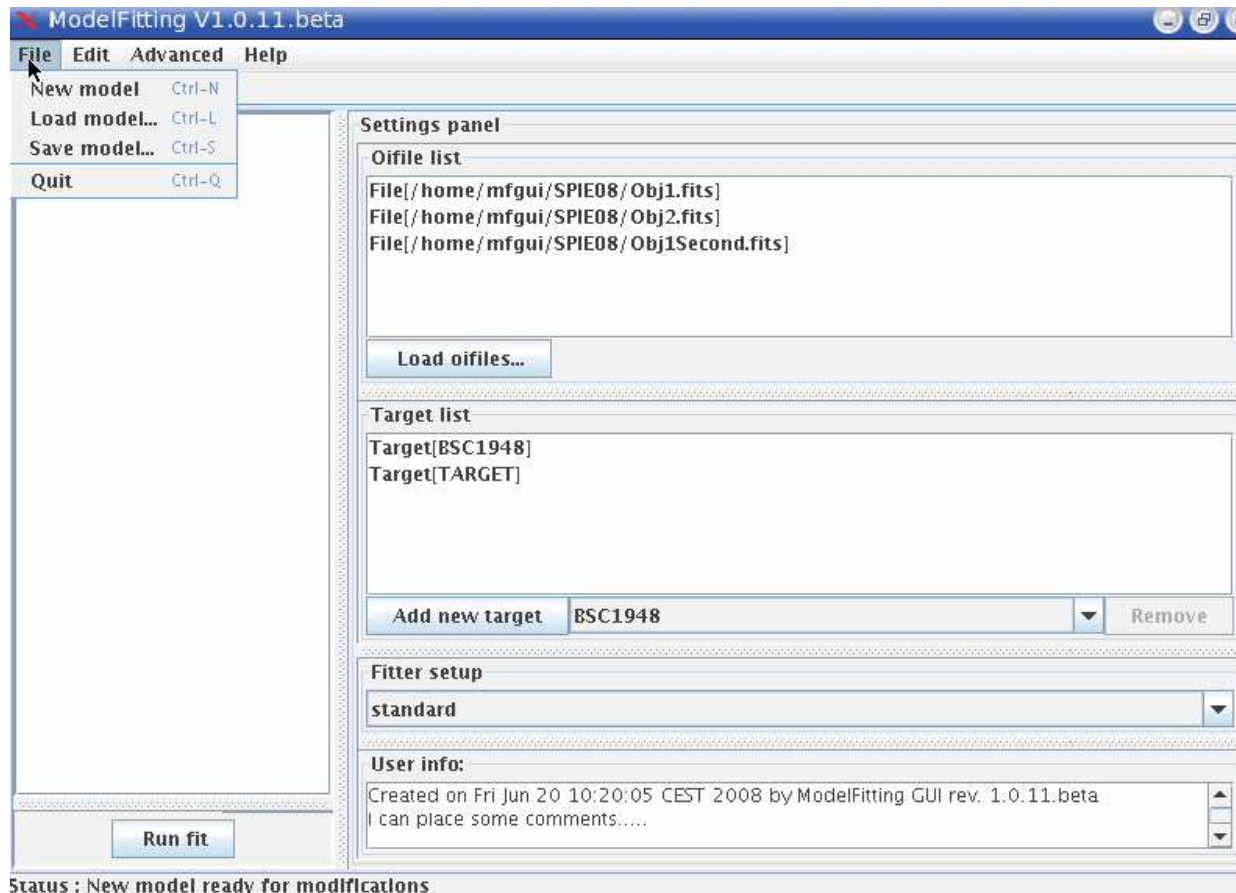 ModelFitting V1.0.11.beta
File Edit Advanced Help
New model Ctrl-N
Load model... Ctrl-L
Save model... Ctrl-S
Quit Ctrl-Q
Settings panel
Oifile list
File[/home/mfgui/SPIE08/Obj1.fits]
File[/home/mfgui/SPIE08/Obj2.fits]
File[/home/mfgui/SPIE08/Obj1Second.fits]
Load oifiles...
Target list
Target[BSC1948]
Target[TARGET]
Add new target BSC1948 Remove
Fitter setup
standard
User info:
Created on Fri Jun 20 10:20:05 CEST 2008 by ModelFitting GUI rev. 1.0.11.beta
I can place some comments.....
Run fit
Status : New model ready for modifications